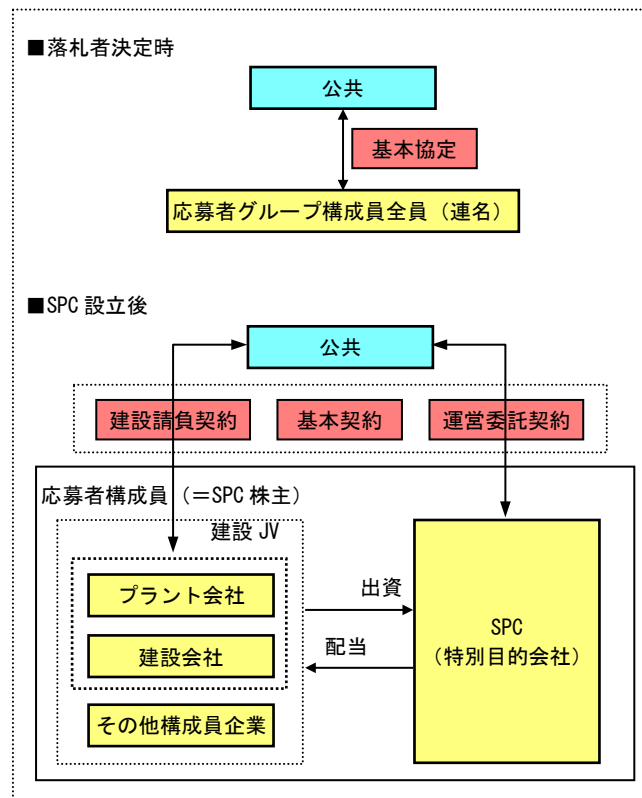 ■落札者決定時
公共
基本協定
応募者グループ構成員全員（連名）
■SPC 設立後
公共
建設請負契約
基本契約
運営委託契約
応募者構成員（＝SPC 株主）
建設 JV
プラント会社
出資
建設会社
配当
その他構成員企業
SPC
（特別目的会社）